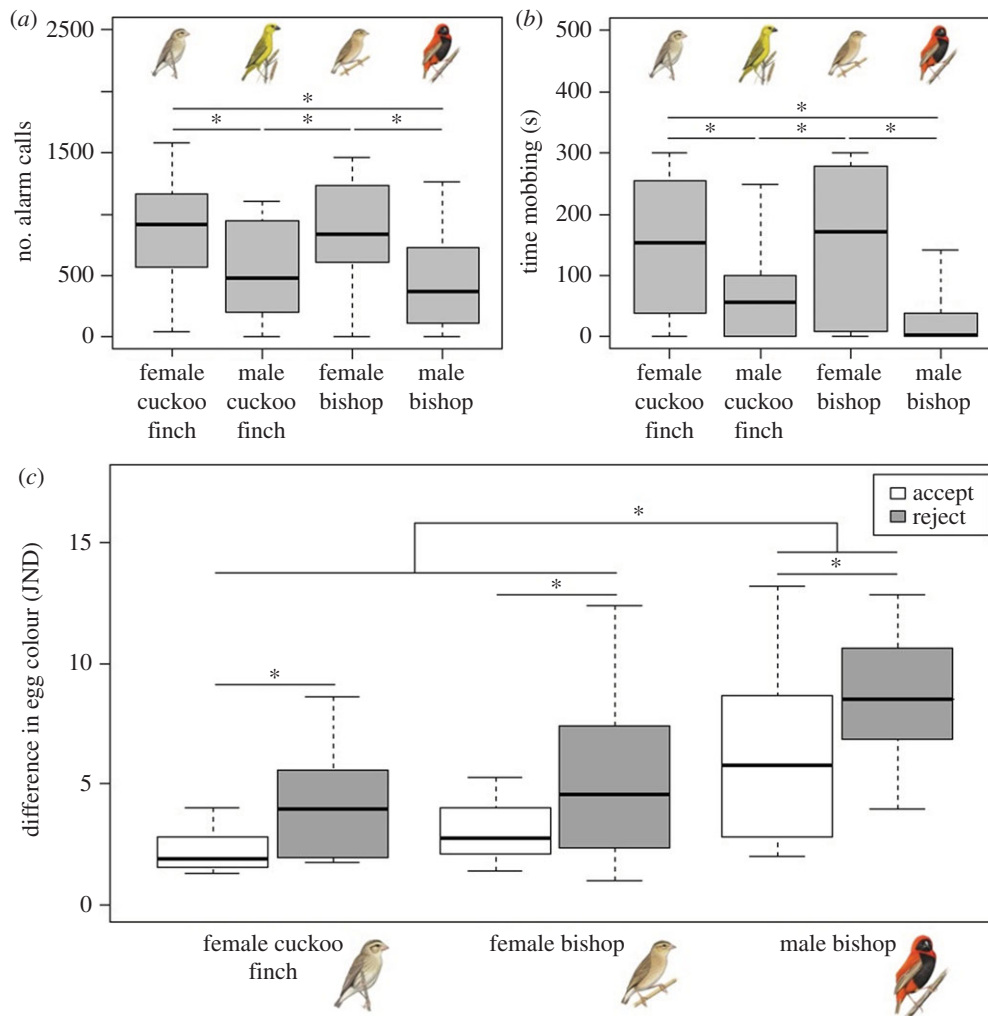 (a)
2500
1500
500
0
no. alarm calls
*
* * *
female cuckoo finch
male cuckoo finch
female bishop
male bishop
(b)
500
400
300
200
100
0
time mobbing (s)
*
* * *
female cuckoo finch
male cuckoo finch
female bishop
male bishop
(c)
accept
reject
15
10
5
0
difference in egg colour (JND)
*
*
*
*
female cuckoo
finch
female bishop
male bishop